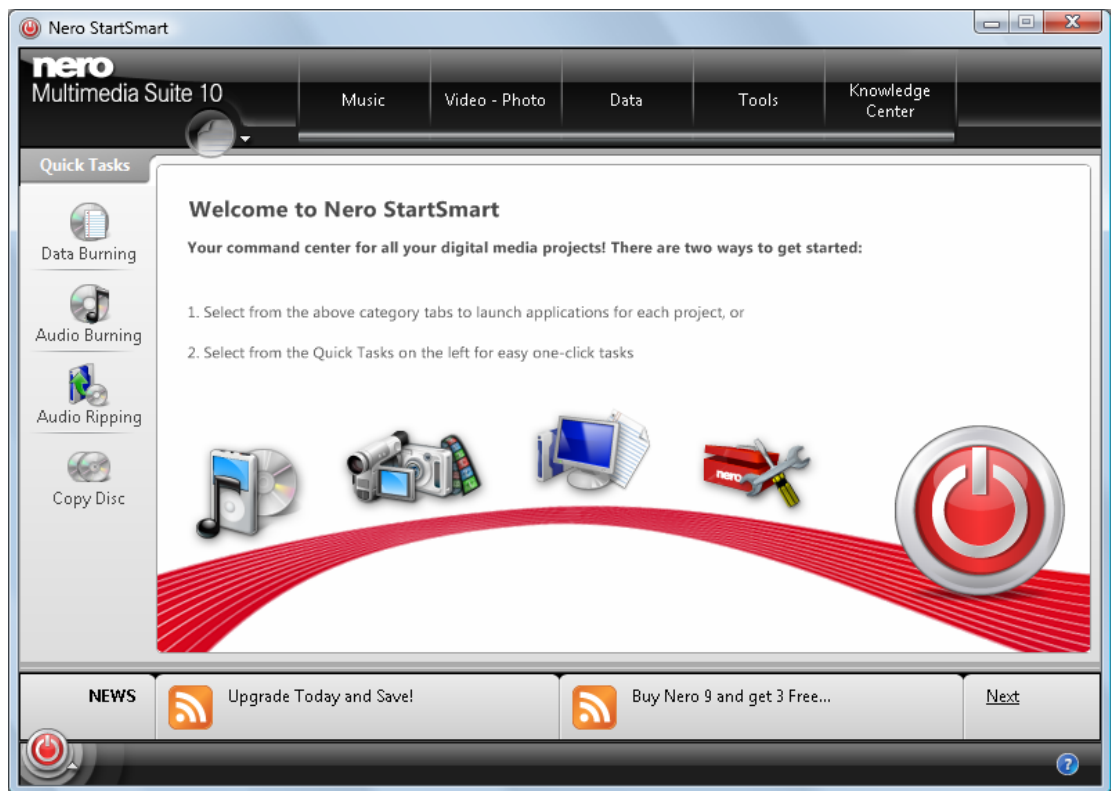 Nero StartSmart
nero
Multimedia Suite 10
Music
Video - Photo
Data
Tools
Knowledge
Center
Quick Tasks
Data Burning
Audio Burning
Audio Ripping
Copy Disc
Welcome to Nero StartSmart
Your command center for all your digital media projects! There are two ways to get started:
1. Select from the above category tabs to launch applications for each project, or
2. Select from the Quick Tasks on the left for easy one-click tasks
nero
NEWS
Upgrade Today and Save!
Buy Nero 9 and get 3 Free...
Next
?